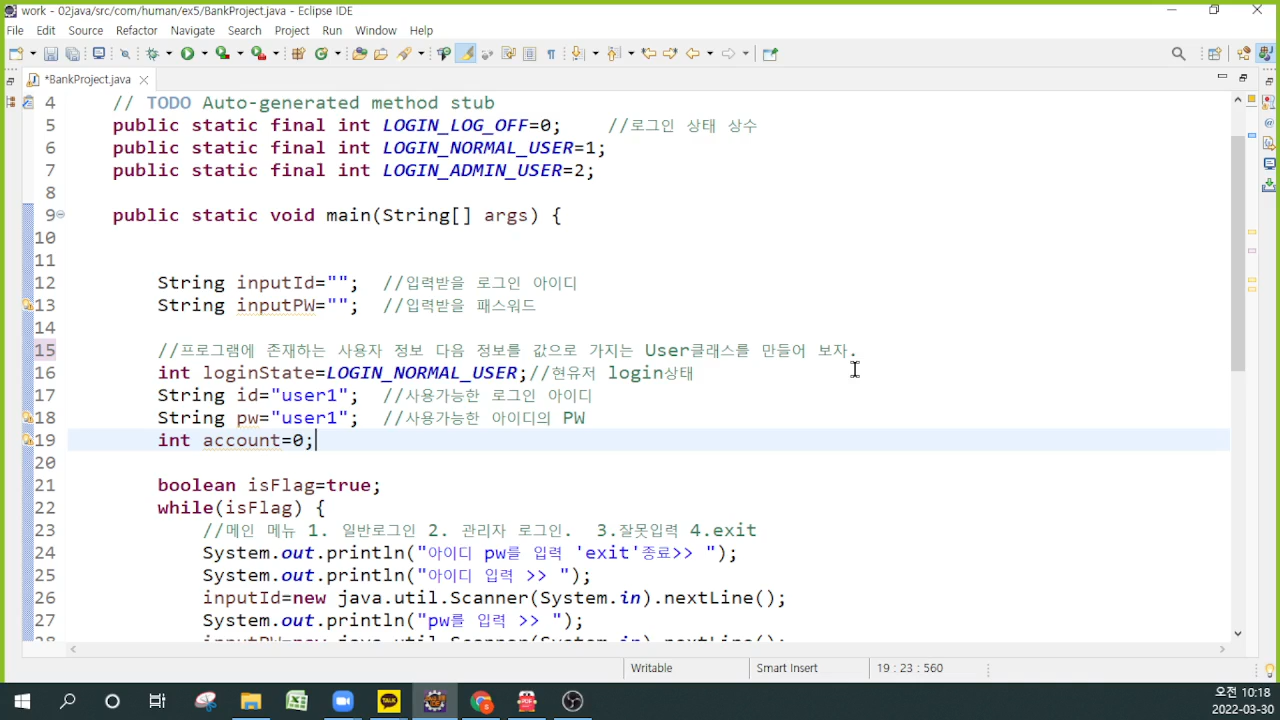 work - 02java/src/com/human/ex5/BankProject.java - Eclipse IDE
File Edit Source Refactor Navigate Search Project Run Window Help
*BankProject.java
4 // TODO Auto-generated method stub
5 public static final int LOGIN_LOG_OFF=0; //로그인 상태 상수
6 public static final int LOGIN_NORMAL_USER=1;
7 public static final int LOGIN_ADMIN_USER=2;
8
9 public static void main(String[] args) {
10
11
12 String inputId=""; //입력받을 로그인 아이디
13 String inputPW=""; //입력받을 패스워드
14
15 //프로그램에 존재하는 사용자 정보 다음 정보를 값으로 가지는 User클래스를 만들어 보자.
16 int loginState=LOGIN_NORMAL_USER;//현유저 login상태
17 String id="user1"; //사용가능한 로그인 아이디
18 String pw="user1"; //사용가능한 아이디의 PW
19 int account=0;
20
21 boolean isFlag=true;
22 while(isFlag) {
23 //메인 메뉴 1. 일반로그인 2. 관리자 로그인. 3.잘못입력 4.exit
24 System.out.println("아이디 pw를 입력 'exit'종료>> ");
25 System.out.println("아이디 입력 >> ");
26 inputId=new java.util.Scanner(System.in).nextLine();
27 System.out.println("pw를 입력 >> ");
28 inputPW=new java.util.Scanner(System.in).nextLine();
Writable Smart Insert 19 : 23 : 560
TALK
PDF
오전 10:18
2022-03-30